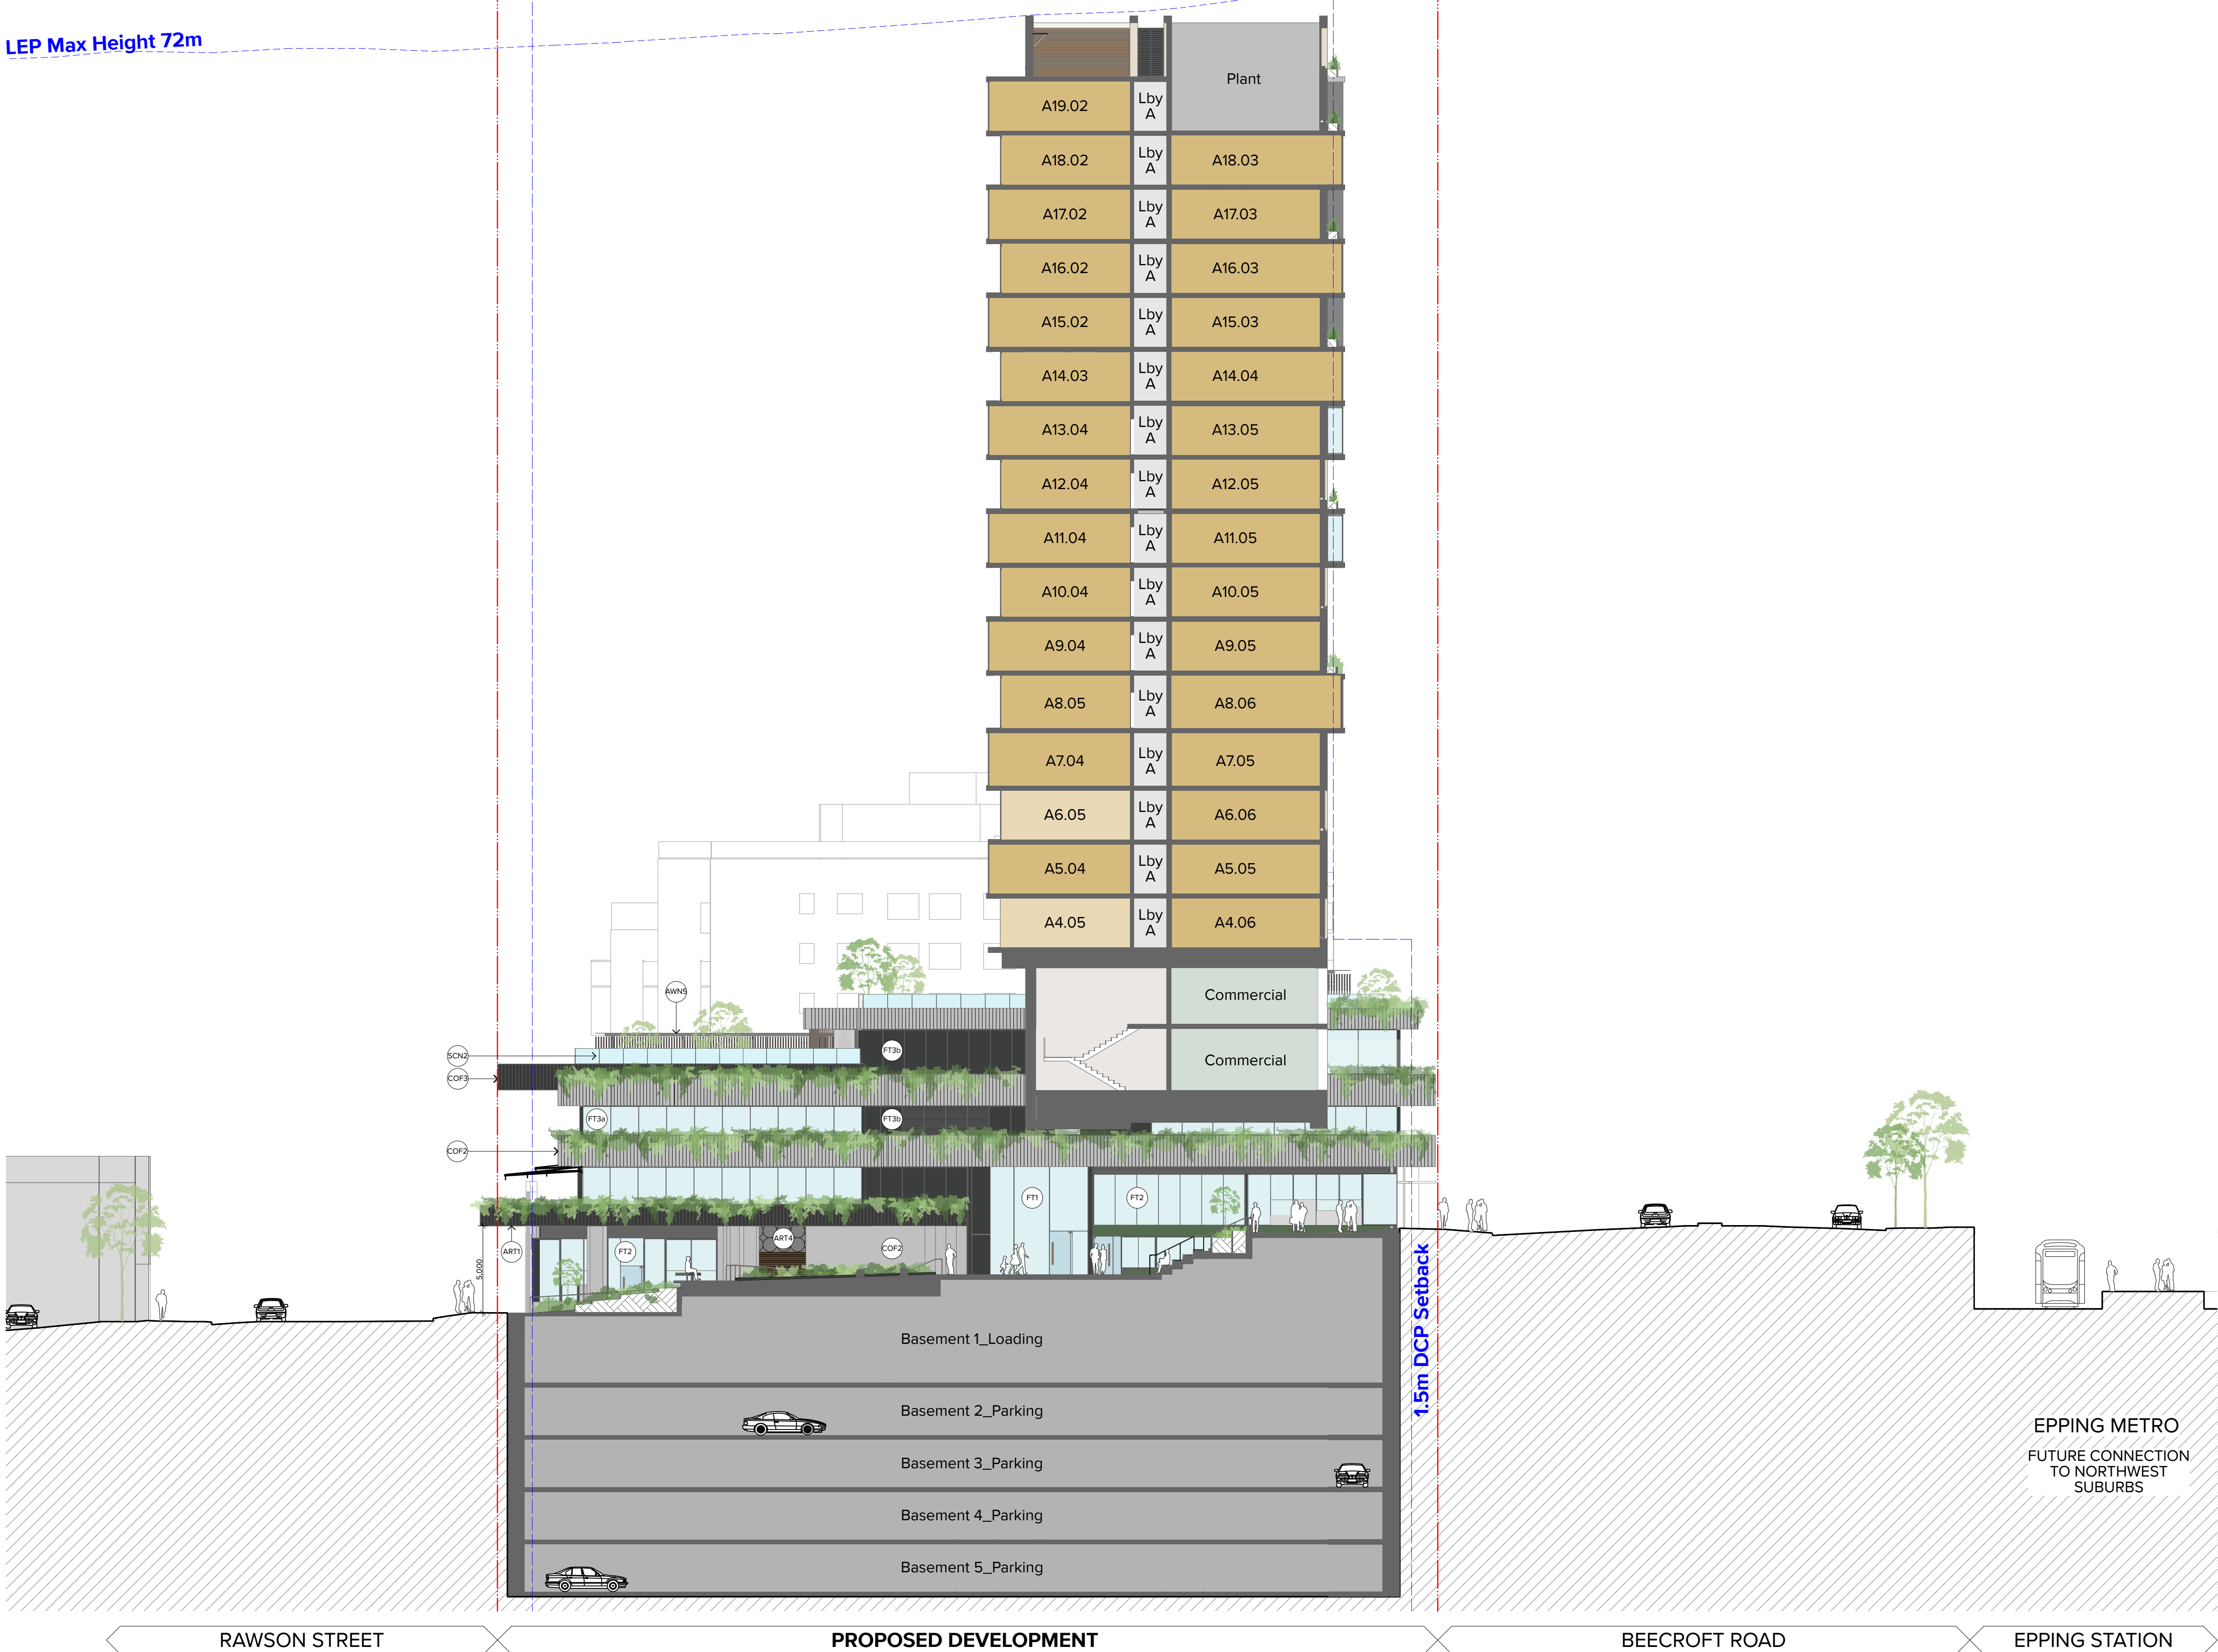 LEP Max Height 72m
Plant
A19.02 Lby A
A18.02 Lby A A18.03
A17.02 Lby A A17.03
A16.02 Lby A A16.03
A15.02 Lby A A15.03
A14.03 Lby A A14.04
A13.04 Lby A A13.05
A12.04 Lby A A12.05
A11.04 Lby A A11.05
A10.04 Lby A A10.05
A9.04 Lby A A9.05
A8.05 Lby A A8.06
A7.04 Lby A A7.05
A6.05 Lby A A6.06
A5.04 Lby A A5.05
A4.05 Lby A A4.06
AWN5
Commercial
SCN2
FT3b
Commercial
COF3
FT3a
FT3b
COF2
FT1
FT2
ART1
FT2
ART4
COF2
5,000
1.5m DCP Setback
Basement 1_Loading
Basement 2_Parking
Basement 3_Parking
Basement 4_Parking
Basement 5_Parking
EPPING METRO
FUTURE CONNECTION
TO NORTHWEST
SUBURBS
RAWSON STREET
PROPOSED DEVELOPMENT
BEECROFT ROAD
EPPING STATION